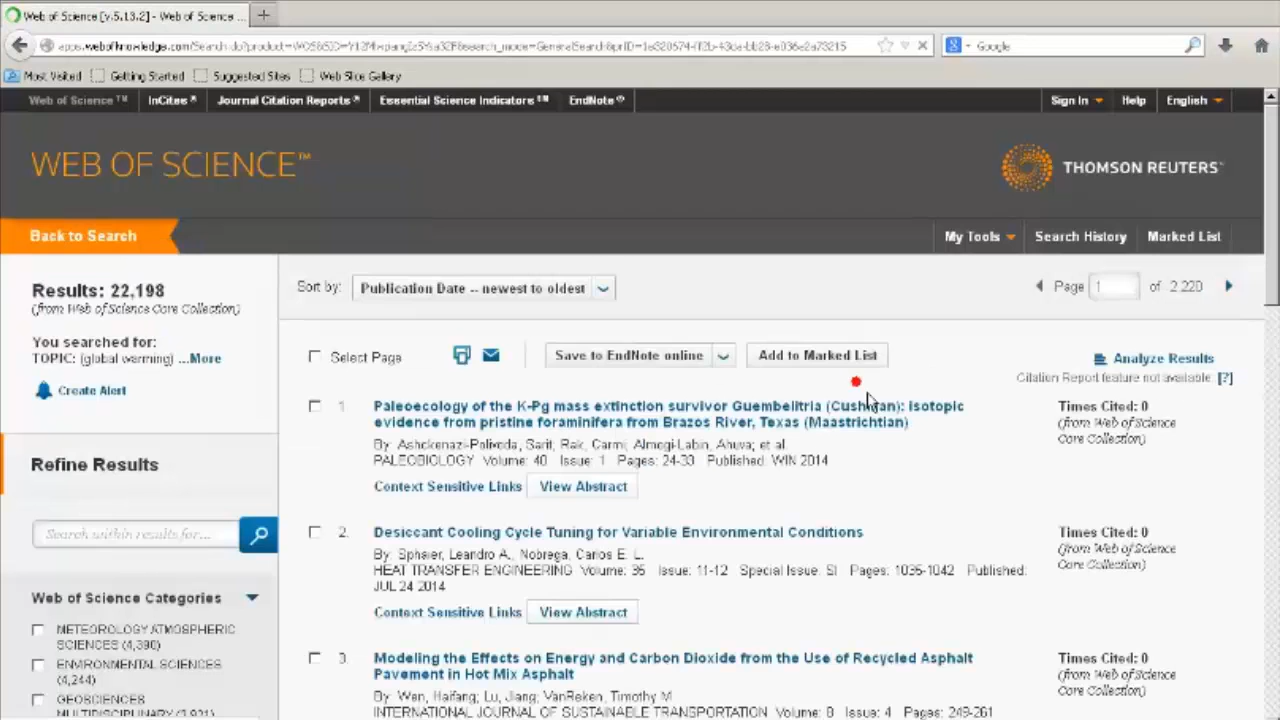 Web of Science [v.5.13.2] - Web of Science ...
Google
Most Visited Getting Started Suggested Sites Web Slice Gallery
Web of Science™ InCites Journal Citation Reports Essential Science Indicators EndNote Sign In Help English
WEB OF SCIENCE™
THOMSON REUTERS™
Back to Search
My Tools Search History Marked List
Results: 22,198
(from Web of Science Core Collection)
You searched for:
TOPIC: (global warming) ...More
Create Alert
Sort by: Publication Date -- newest to oldest
Page 1 of 2,220
Select Page Save to EndNote online Add to Marked List
Analyze Results
Citation Report feature not available. [?]
1. Paleoecology of the K-Pg mass extinction survivor Guembelitria (Cushman): isotopic
evidence from pristine foraminifera from Brazos River, Texas (Maastrichtian)
By: Ashckenazi-Polivoda, Sarit; Rak, Carmi; Almogi-Labin, Ahuva; et al.
PALEOBIOLOGY Volume: 40 Issue: 1 Pages: 24-33 Published: WIN 2014
Context Sensitive Links View Abstract
Times Cited: 0
(from Web of Science
Core Collection)
2. Desiccant Cooling Cycle Tuning for Variable Environmental Conditions
By: Sphaier, Leandro A.; Nobrega, Carlos E. L.
HEAT TRANSFER ENGINEERING Volume: 35 Issue: 11-12 Special Issue: SI Pages: 1035-1042 Published:
JUL 24 2014
Context Sensitive Links View Abstract
Times Cited: 0
(from Web of Science
Core Collection)
3. Modeling the Effects on Energy and Carbon Dioxide from the Use of Recycled Asphalt
Pavement in Hot Mix Asphalt
By: Wen, Haifang; Lu, Jiang; VanReken, Timothy M.
INTERNATIONAL JOURNAL OF SUSTAINABLE TRANSPORTATION Volume: 8 Issue: 4 Pages: 249-261
Times Cited: 0
(from Web of Science
Core Collection)
Refine Results
Search within results for...
Web of Science Categories
METEOROLOGY ATMOSPHERIC
SCIENCES (4,390)
ENVIRONMENTAL SCIENCES
(4,244)
GEOSCIENCES
MULTIDISCIPLINARY (3,921)